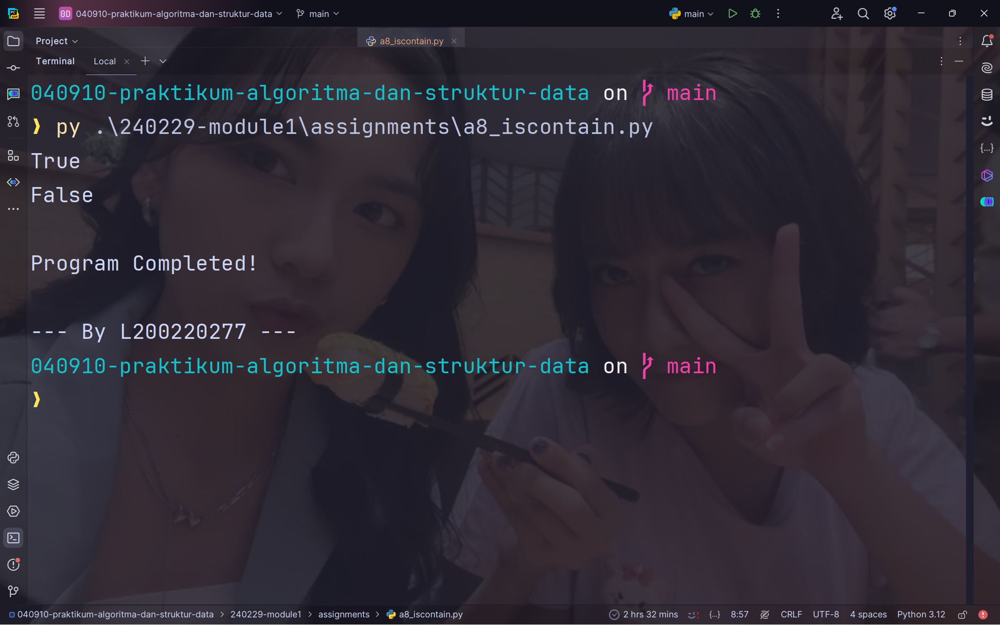 PC
EAP
0D 040910-praktikum-algoritma-dan-struktur-data
main
main
Project
a8_iscontain.py
Terminal
Local
040910-praktikum-algoritma-dan-struktur-data on main
❱ py .\240229-module1\assignments\a8_iscontain.py
True
False
Program Completed!
--- By L200220277 ---
040910-praktikum-algoritma-dan-struktur-data on main
❱
040910-praktikum-algoritma-dan-struktur-data > 240229-module1 > assignments > a8_iscontain.py
2 hrs 32 mins
{...}
8:57
CRLF
UTF-8
4 spaces
Python 3.12